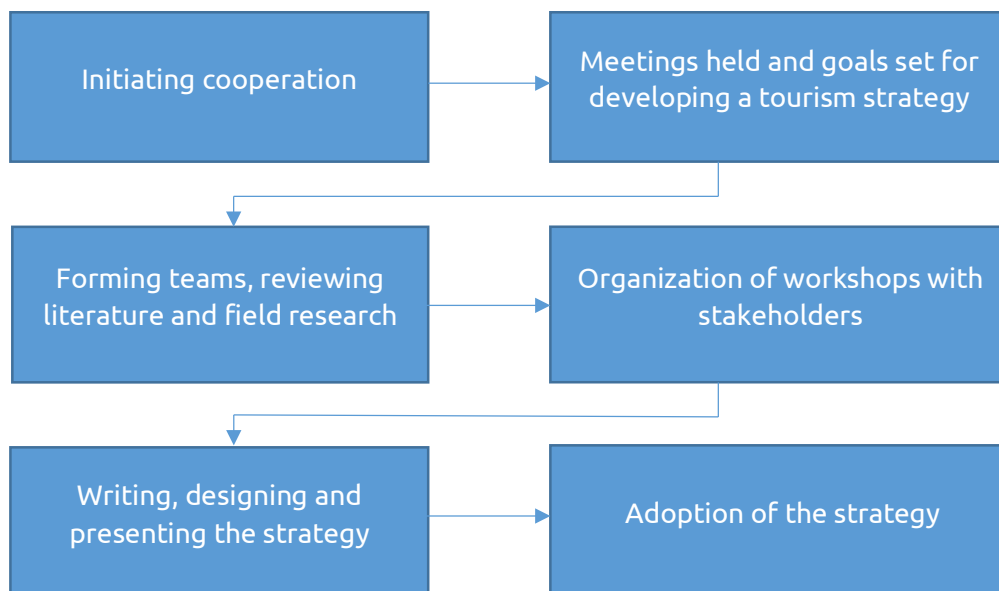 Initiating cooperation
Meetings held and goals set for
developing a tourism strategy
Forming teams, reviewing
literature and field research
Organization of workshops with
stakeholders
Writing, designing and
presenting the strategy
Adoption of the strategy